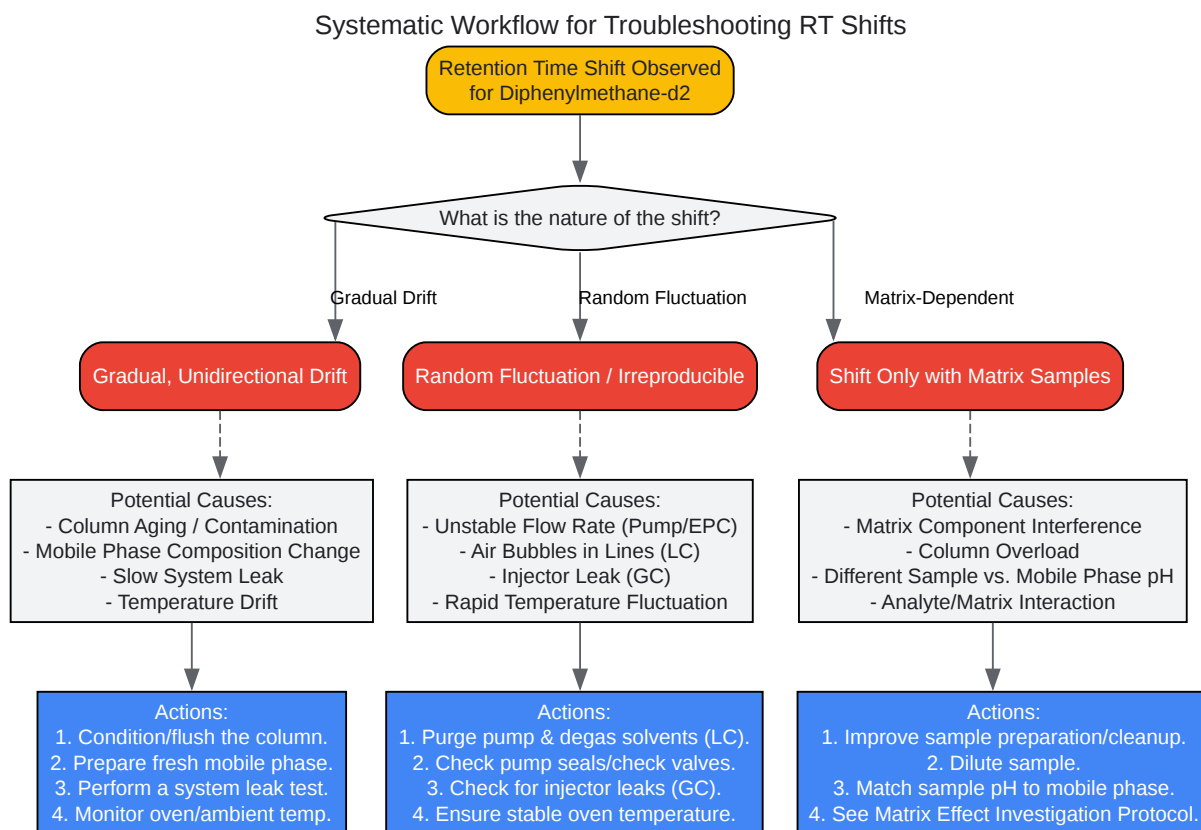 Systematic Workflow for Troubleshooting RT Shifts
Retention Time Shift Observed
for Diphenylmethane-d2
What is the nature of the shift?
Gradual Drift
Random Fluctuation
Matrix-Dependent
Gradual, Unidirectional Drift
Random Fluctuation / Irreproducible
Shift Only with Matrix Samples
Potential Causes:
- Column Aging / Contamination
- Mobile Phase Composition Change
- Slow System Leak
- Temperature Drift
Potential Causes:
- Unstable Flow Rate (Pump/EPC)
- Air Bubbles in Lines (LC)
- Injector Leak (GC)
- Rapid Temperature Fluctuation
Potential Causes:
- Matrix Component Interference
- Column Overload
- Different Sample vs. Mobile Phase pH
- Analyte/Matrix Interaction
Actions:
1. Condition/flush the column.
2. Prepare fresh mobile phase.
3. Perform a system leak test.
4. Monitor oven/ambient temp.
Actions:
1. Purge pump & degas solvents (LC).
2. Check pump seals/check valves.
3. Check for injector leaks (GC).
4. Ensure stable oven temperature.
Actions:
1. Improve sample preparation/cleanup.
2. Dilute sample.
3. Match sample pH to mobile phase.
4. See Matrix Effect Investigation Protocol.